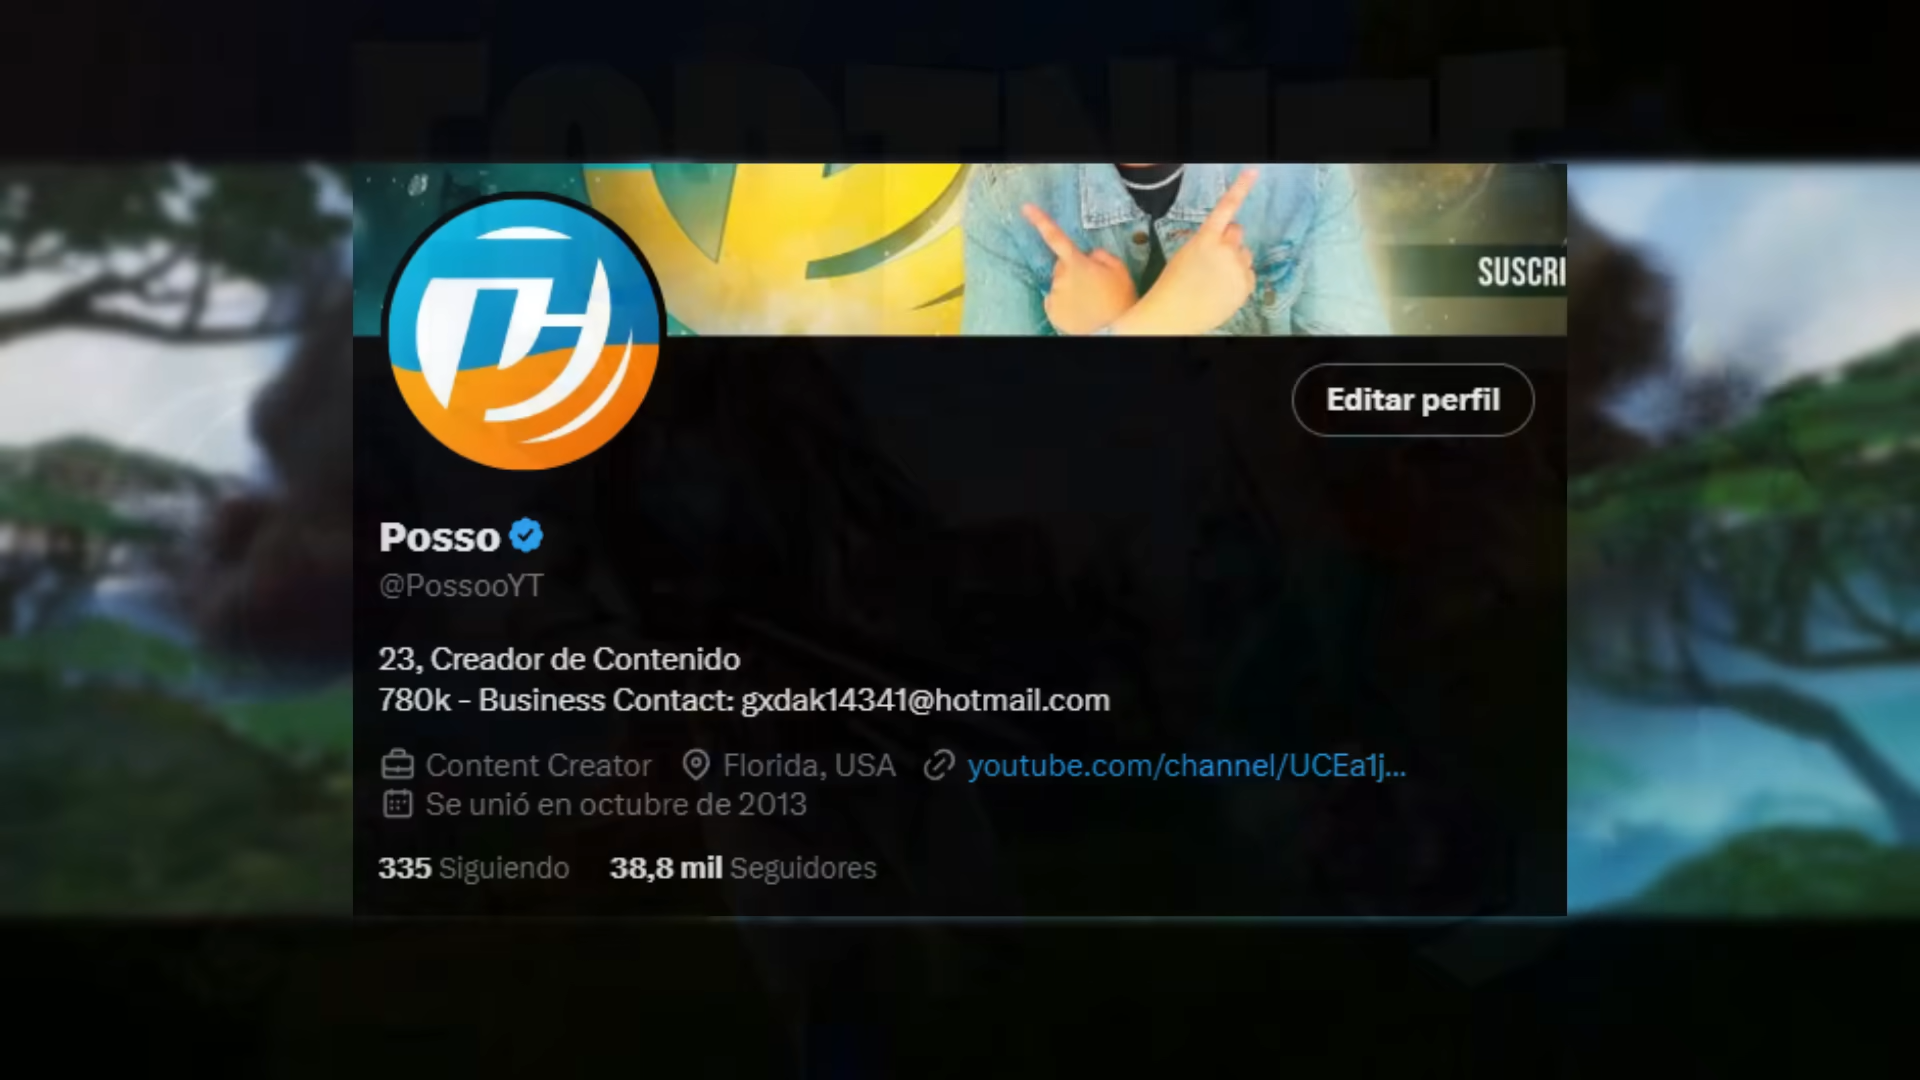 FORTNITE
SUSCRI
Editar perfil
Posso
@PossooYT
23, Creador de Contenido
780k - Business Contact: gxdak14341@hotmail.com
Content Creator Florida, USA youtube.com/channel/UCEa1j...
Se unió en octubre de 2013
335 Siguiendo 38,8 mil Seguidores